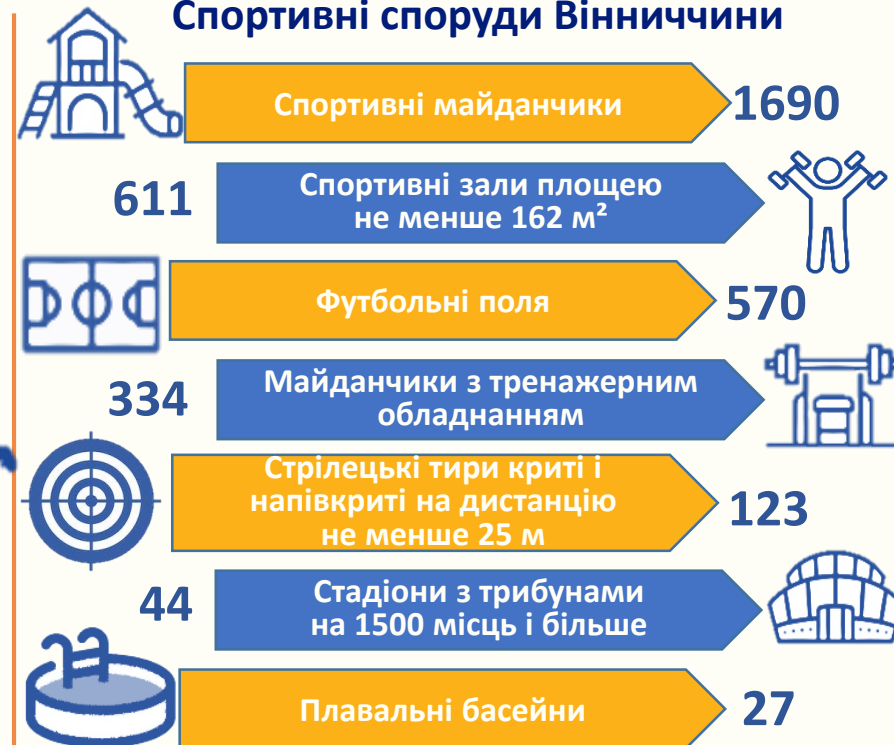 Спортивні споруди Вінниччини
Спортивні майданчики
1690
611
Спортивні зали площею
не менше 162 м²
Футбольні поля
570
334
Майданчики з тренажерним
обладнанням
Стрілецькі тири криті і
напівкриті на дистанцію
не менше 25 м
123
44
Стадіони з трибунами
на 1500 місць і більше
Плавальні басейни
27